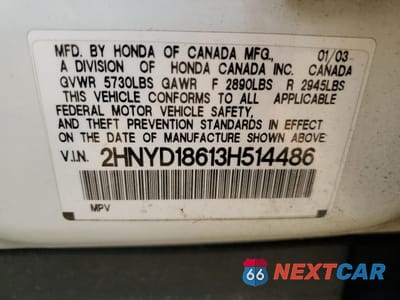 MFD. BY HONDA OF CANADA MFG., 01/03
A DIVISION OF HONDA CANADA INC. CANADA
GVWR 5730LBS GAWR F 2890LBS R 2945LBS
THIS VEHICLE CONFORMS TO ALL APPLICABLE
FEDERAL MOTOR VEHICLE SAFETY
AND THEFT PREVENTION STANDARDS IN EFFECT
ON THE DATE OF MANUFACTURE SHOWN ABOVE.
V.I.N. 2HNYD18613H514486
MPV
66 NEXTCAR